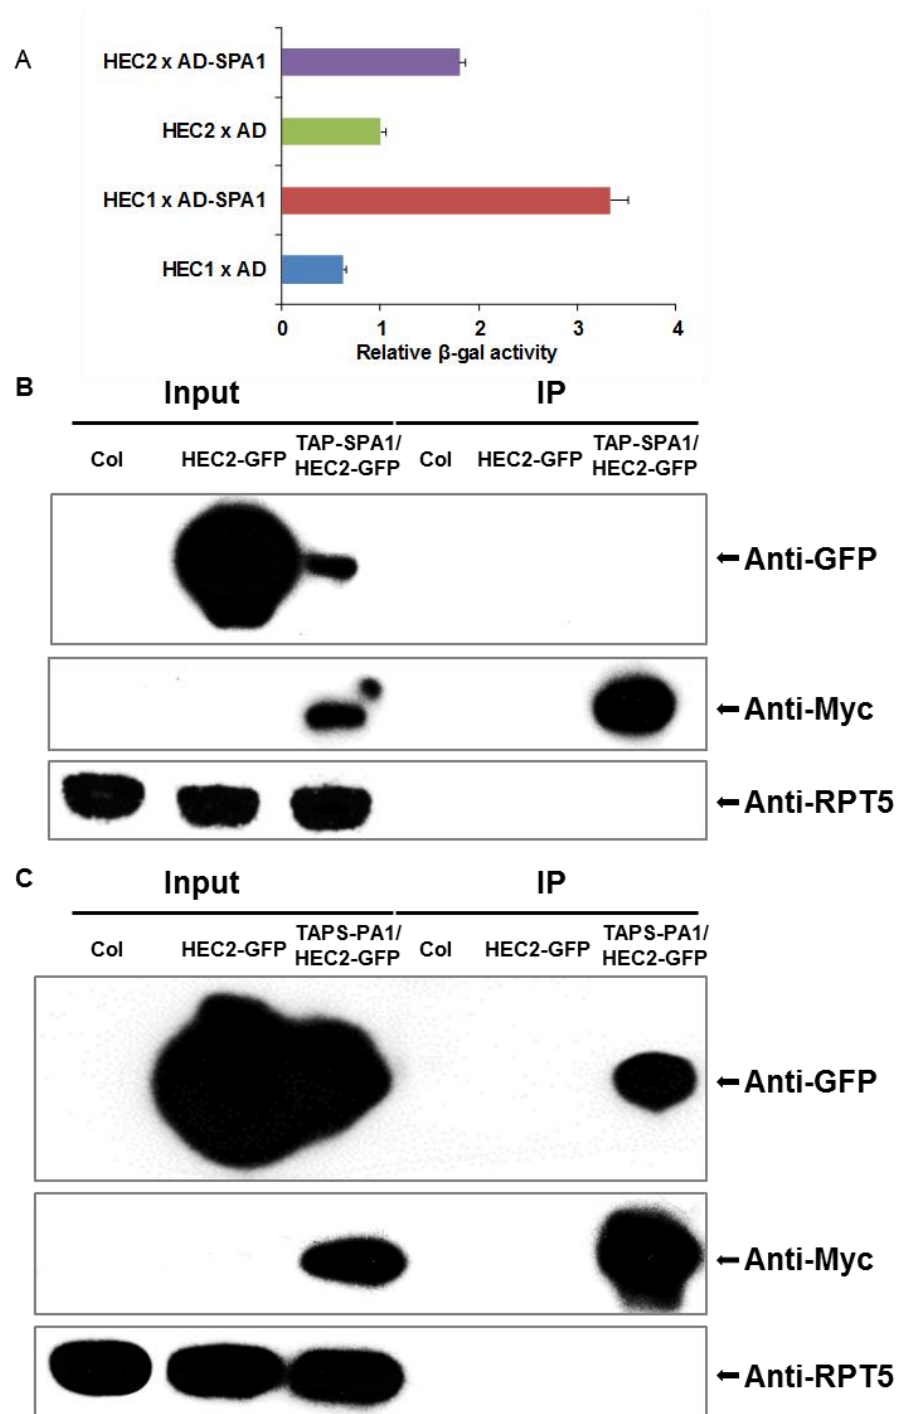 A
HEC2 x AD-SPA1
HEC2 x AD
HEC1 x AD-SPA1
HEC1 x AD
0 1 2 3 4
Relative β-gal activity
B
Input IP
Col HEC2-GFP TAP-SPA1/ HEC2-GFP Col HEC2-GFP TAP-SPA1/ HEC2-GFP
Anti-GFP
Anti-Myc
Anti-RPT5
C
Input IP
Col HEC2-GFP TAPS-PA1/ HEC2-GFP Col HEC2-GFP TAPS-PA1/ HEC2-GFP
Anti-GFP
Anti-Myc
Anti-RPT5